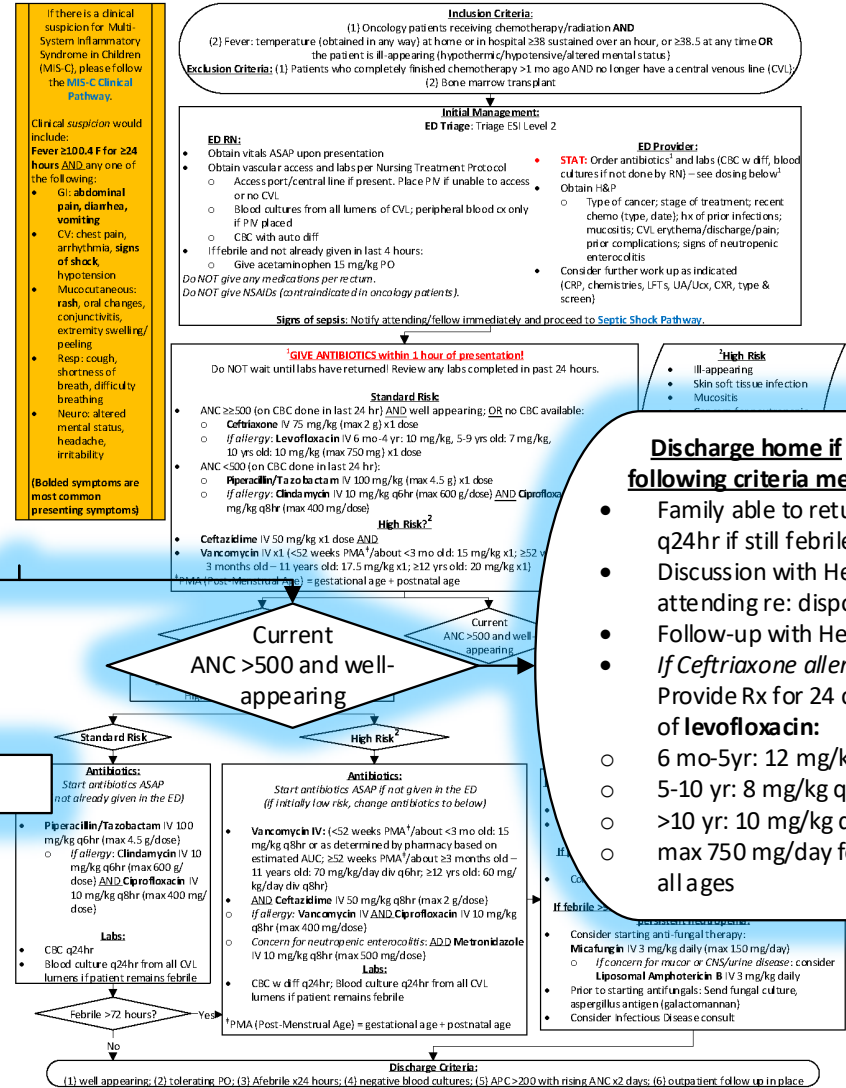 If there is a clinical
suspicion for Multi-
System Inflammatory
Syndrome in Children
(MIS-C), please follow
the MIS-C Clinical
Pathway.
Clinical suspicion would
include:
Fever ≥100.4 F for ≥24
hours AND any one of
the following:
• GI: abdominal
pain, diarrhea,
vomiting
• CV: chest pain,
arrhythmia, signs
of shock,
hypotension
• Mucocutaneous:
rash, oral changes,
conjunctivitis,
extremity swelling/
peeling
• Resp: cough,
shortness of
breath, difficulty
breathing
• Neuro: altered
mental status,
headache,
irritability
(Bolded symptoms are
most common
presenting symptoms)
Inclusion Criteria:
(1) Oncology patients receiving chemotherapy/radiation AND
(2) Fever: temperature (obtained in any way) at home or in hospital ≥38 sustained over an hour, or ≥38.5 at any time OR
the patient is ill-appearing (hypothermic/hypotensive/altered mental status)
Exclusion Criteria: (1) Patients who completely finished chemotherapy >1 mo ago AND no longer have a central venous line (CVL);
(2) Bone marrow transplant
Initial Management:
ED Triage: Triage ESI Level 2
ED RN:
• Obtain vitals ASAP upon presentation
• Obtain vascular access and labs per Nursing Treatment Protocol
○ Access port/central line if present. Place PIV if unable to access
or no CVL
○ Blood cultures from all lumens of CVL; peripheral blood cx only
if PIV placed
○ CBC with auto diff
• If febrile and not already given in last 4 hours:
○ Give acetaminophen 15 mg/kg PO
Do NOT give any medications per rectum.
Do NOT give NSAIDs (contraindicated in oncology patients).
ED Provider:
• STAT: Order antibiotics¹ and labs (CBC w diff, blood
cultures if not done by RN) – see dosing below¹
• Obtain H&P
○ Type of cancer; stage of treatment; recent
chemo (type, date); hx of prior infections;
mucositis; CVL erythema/discharge/pain;
prior complications; signs of neutropenic
enterocolitis
• Consider further work up as indicated
(CRP, chemistries, LFTs, UA/Ucx, CXR, type &
screen)
Signs of sepsis: Notify attending/fellow immediately and proceed to Septic Shock Pathway.
¹GIVE ANTIBIOTICS within 1 hour of presentation!
Do NOT wait until labs have returned! Review any labs completed in past 24 hours.
Standard Risk:
• ANC ≥≥500 (on CBC done in last 24 hr) AND well appearing; OR no CBC available:
○ Ceftriaxone IV 75 mg/kg (max 2 g) x1 dose
○ If allergy: Levofloxacin IV 6 mo-4 yr: 10 mg/kg, 5-9 yrs old: 7 mg/kg,
10 yrs old: 10 mg/kg (max 750 mg) x1 dose
• ANC <500 (on CBC done in last 24 hr):
○ Piperacillin/Tazobactam IV 100 mg/kg (max 4.5 g) x1 dose
○ If allergy: Clindamycin IV 10 mg/kg q6hr (max 600 g/dose) AND Ciprofloxa
mg/kg q8hr (max 400 mg/dose)
High Risk?²
• Ceftazidime IV 50 mg/kg x1 dose AND
• Vancomycin IV x1 (<52 weeks PMA†/about <3 mo old: 15 mg/kg x1; ≥52 w
3 months old – 11 years old: 17.5 mg/kg x1; ≥12 yrs old: 20 mg/kg x1)
†PMA (Post-Menstrual Age) = gestational age + postnatal age
²High Risk
• Ill-appearing
• Skin soft tissue infection
• Mucositis
Current
ANC >500 and well-
appearing
Current
ANC >500 and well-
appearing
Discharge home if
following criteria me
• Family able to retu
q24hr if still febrile
• Discussion with He
attending re: dispo
• Follow-up with He
• If Ceftriaxone aller
Provide Rx for 24
of levofloxacin:
○ 6 mo-5yr: 12 mg/k
○ 5-10 yr: 8 mg/kg q
○ >10 yr: 10 mg/kg
○ max 750 mg/day f
all ages
Standard Risk
High Risk²
Antibiotics:
Start antibiotics ASAP
not already given in the ED)
• Piperacillin/Tazobactam IV 100
mg/kg q6hr (max 4.5 g/dose)
○ If allergy: Clindamycin IV 10
mg/kg q6hr (max 600 g/
dose) AND Ciprofloxacin IV
10 mg/kg q8hr (max 400 mg/
dose)
Labs:
• CBC q24hr
• Blood culture q24hr from all CVL
lumens if patient remains febrile
Antibiotics:
Start antibiotics ASAP if not given in the ED
(if initially low risk, change antibiotics to below)
• Vancomycin IV: (<52 weeks PMA†/about <3 mo old: 15
mg/kg q8hr or as determined by pharmacy based on
estimated AUC; ≥52 weeks PMA†/about ≥3 months old –
11 years old: 70 mg/kg/day div q6hr; ≥12 yrs old: 60 mg/
kg/day div q8hr)
• AND Ceftazidime IV 50 mg/kg q8hr (max 2 g/dose)
○ If allergy: Vancomycin IV AND Ciprofloxacin IV 10 mg/kg
q8hr (max 400 mg/dose)
○ Concern for neutropenic enterocolitis: ADD Metronidazole
IV 10 mg/kg q8hr (max 500 mg/dose)
Labs:
• CBC w diff q24hr; Blood culture q24hr from all CVL
lumens if patient remains febrile
†PMA (Post-Menstrual Age) = gestational age + postnatal age
If febrile >
• Consider starting anti-fungal therapy:
Micafungin IV 3 mg/kg daily (max 150 mg/day)
○ If concern for mucor or CNS/urine disease: consider
Liposomal Amphotericin B IV 3 mg/kg daily
• Prior to starting antifungals: Send fungal culture,
aspergillus antigen (galactomannan)
• Consider Infectious Disease consult
Febrile >72 hours?
Yes
No
Discharge Criteria:
(1) well appearing; (2) tolerating PO; (3) Afebrile x24 hours; (4) negative blood cultures; (5) APC >200 with rising ANC x2 days; (6) outpatient follow up in place